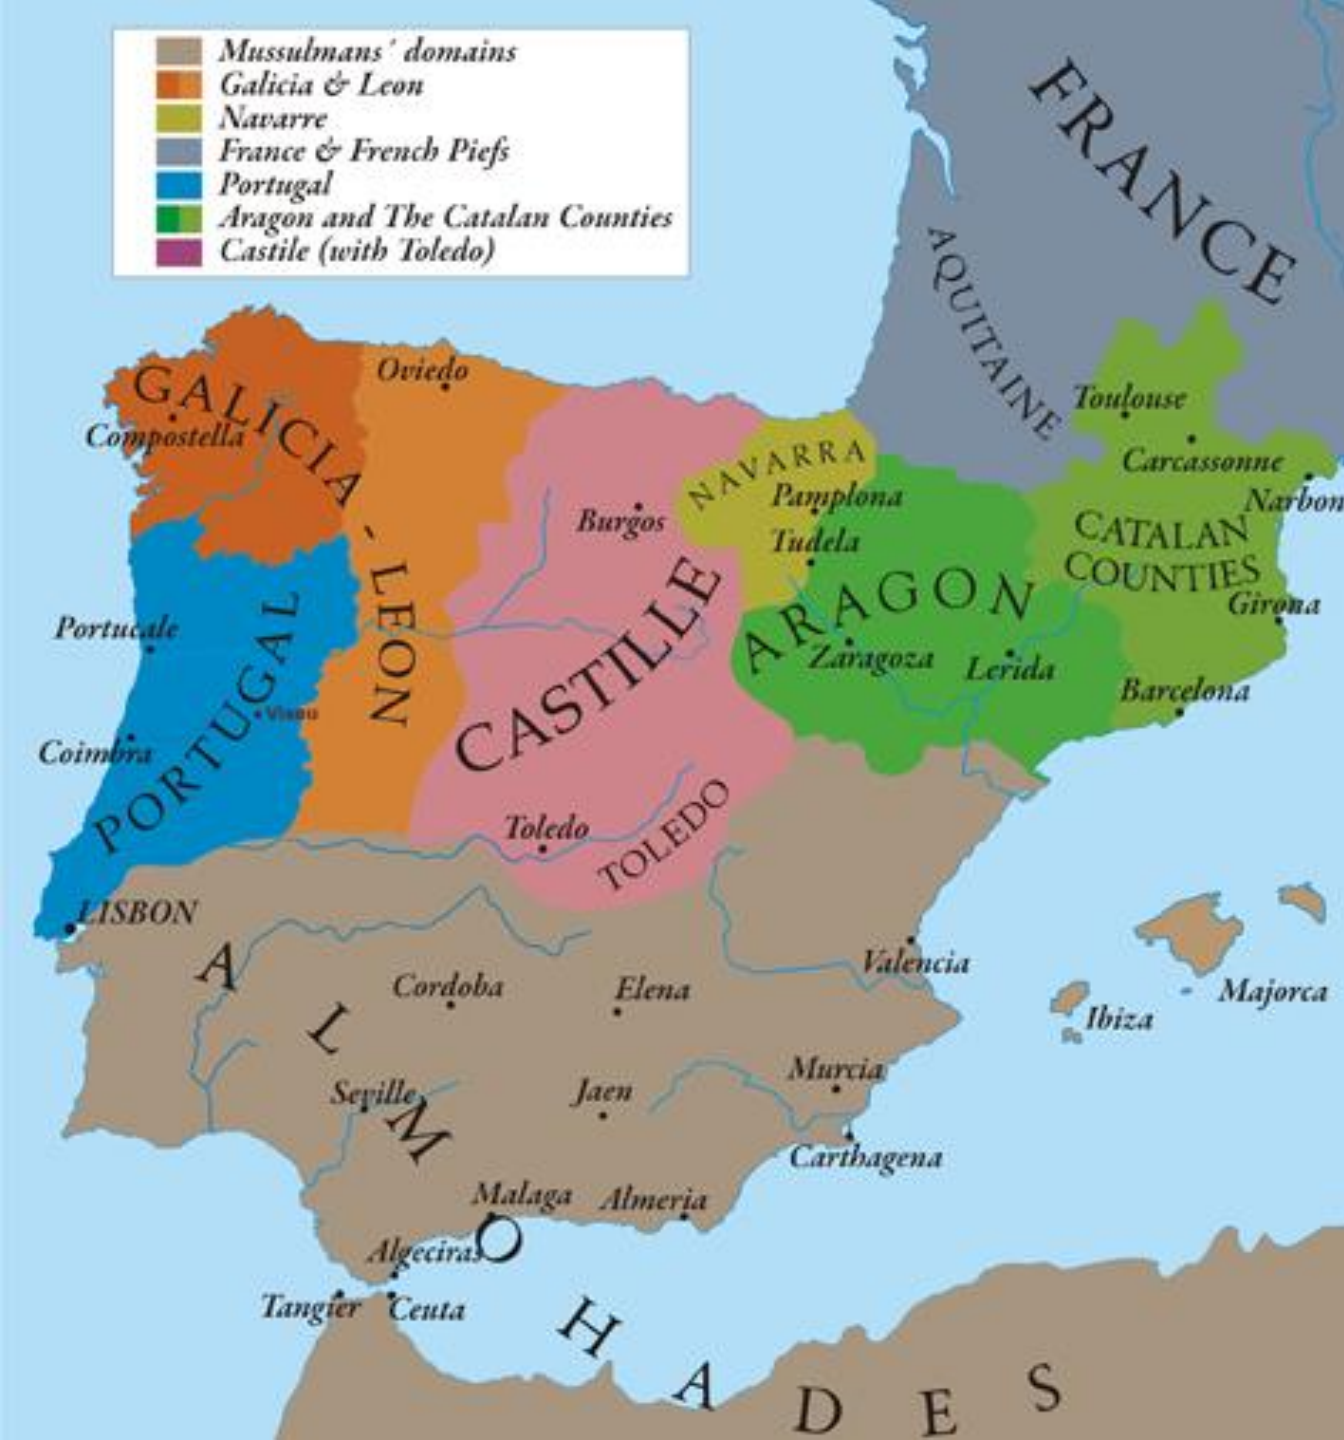 Mussulmans´ domains
Galicia & Leon
Navarre
France & French Piefs
Portugal
Aragon and The Catalan Counties
Castile (with Toledo)
FRANCE
AQUITAINE
GALICIA - LEON
Oviedo
Compostella
Toulouse
Carcassonne
Narbon
NAVARRA
Pamplona
Tudela
Burgos
CATALAN
COUNTIES
Girona
ARAGON
Zaragoza
Lerida
Barcelona
CASTILLE
Portucale
PORTUGAL
Viseu
Coimbra
Toledo
TOLEDO
LISBON
ALMOHADES
Valencia
Cordoba
Elena
Majorca
Ibiza
Seville
Jaen
Murcia
Carthagena
Malaga
Almeria
Algeciras
Tangier
Ceuta